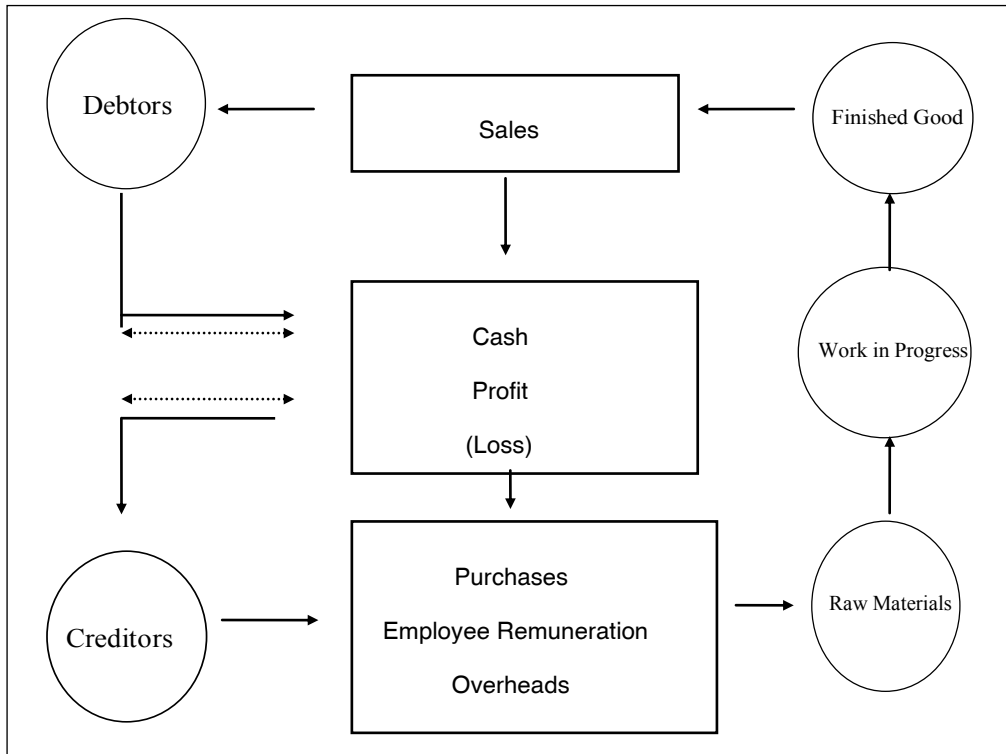 Debtors
Sales
Finished Good
Cash
Profit
(Loss)
Work in Progress
Creditors
Purchases
Employee Remuneration
Overheads
Raw Materials